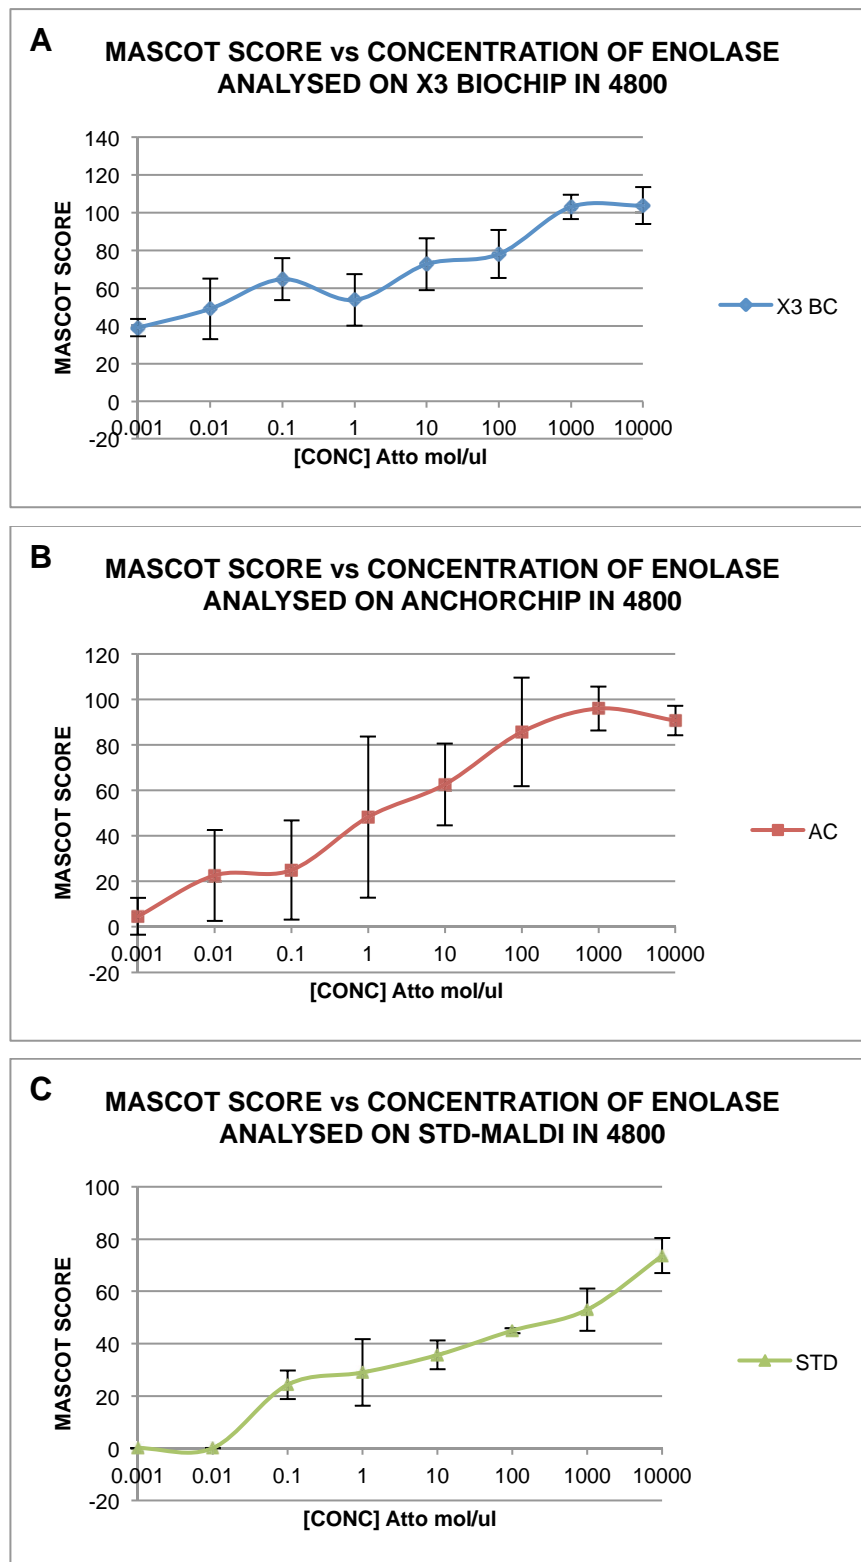 A
MASCOT SCORE vs CONCENTRATION OF ENOLASE
ANALYSED ON X3 BIOCHIP IN 4800
140
120
100
80
60
40
20
0
-20
MASCOT SCORE
0.001 0.01 0.1 1 10 100 1000 10000
[CONC] Atto mol/ul
X3 BC
B
MASCOT SCORE vs CONCENTRATION OF ENOLASE
ANALYSED ON ANCHORCHIP IN 4800
120
100
80
60
40
20
0
-20
MASCOT SCORE
0.001 0.01 0.1 1 10 100 1000 10000
[CONC] Atto mol/ul
AC
C
MASCOT SCORE vs CONCENTRATION OF ENOLASE
ANALYSED ON STD-MALDI IN 4800
100
80
60
40
20
0
-20
MASCOT SCORE
0.001 0.01 0.1 1 10 100 1000 10000
[CONC] Atto mol/ul
STD